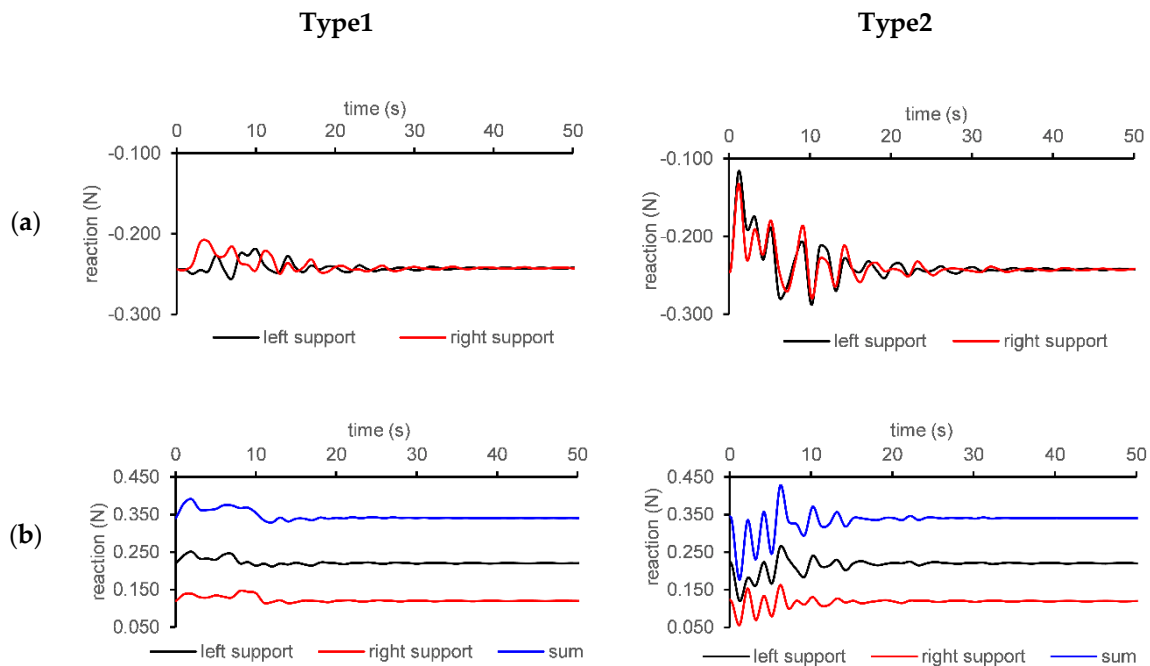 Type1 Type2
(a)
time (s)
0 10 20 30 40 50
-0.100
-0.200
-0.300
reaction (N)
left support right support
time (s)
0 10 20 30 40 50
-0.100
-0.200
-0.300
reaction (N)
left support right support
(b)
time (s)
0 10 20 30 40 50
0.450
0.350
0.250
0.150
0.050
reaction (N)
left support right support sum
time (s)
0 10 20 30 40 50
0.450
0.350
0.250
0.150
0.050
reaction (N)
left support right support sum